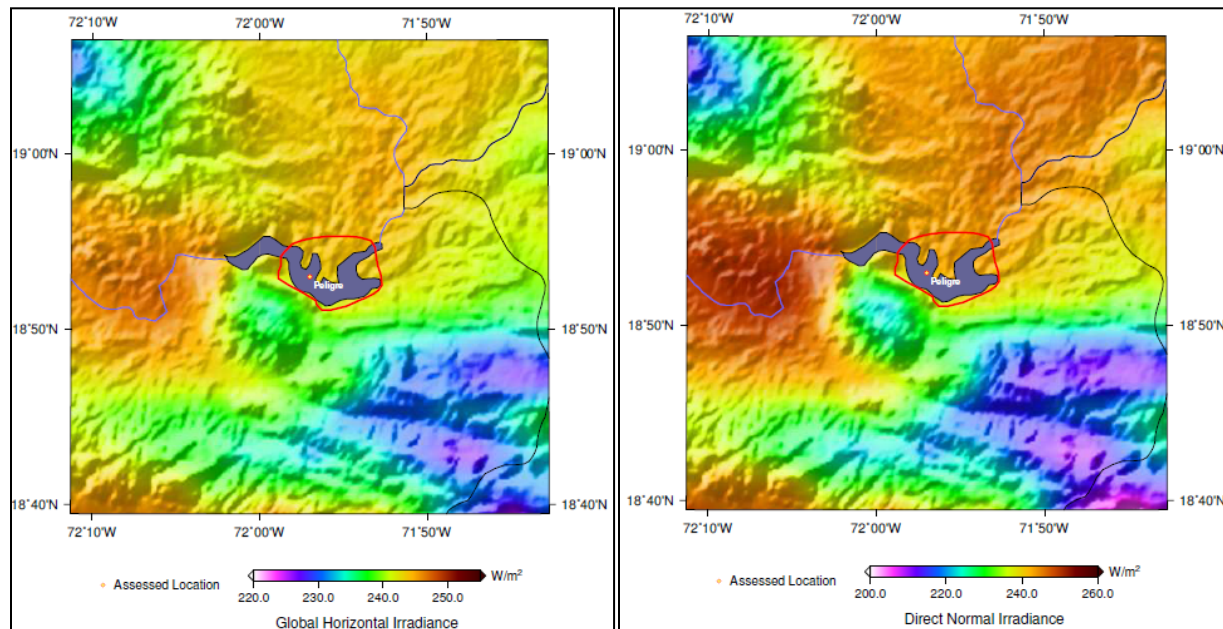 72°10'W 72°00'W 71°50'W
19°00'N 19°00'N
Peligre
18°50'N 18°50'N
18°40'N 18°40'N
72°10'W 72°00'W 71°50'W
Assessed Location
W/m²
220.0 230.0 240.0 250.0
Global Horizontal Irradiance
72°10'W 72°00'W 71°50'W
19°00'N 19°00'N
Peligre
18°50'N 18°50'N
18°40'N 18°40'N
72°10'W 72°00'W 71°50'W
Assessed Location
W/m²
200.0 220.0 240.0 260.0
Direct Normal Irradiance